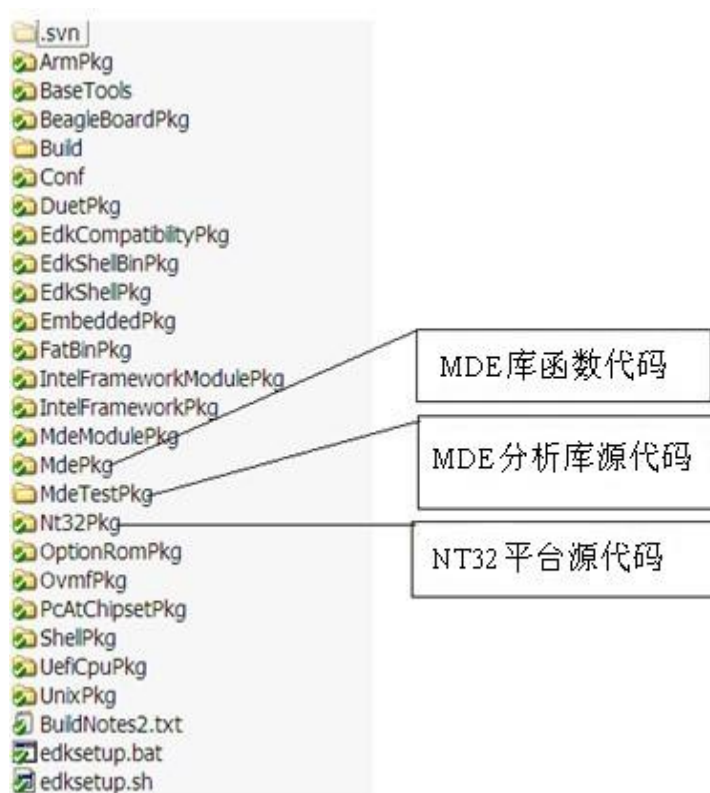 .svn
ArmPkg
BaseTools
BeagleBoardPkg
Build
Conf
DuetPkg
EdkCompatibilityPkg
EdkShellBinPkg
EdkShellPkg
EmbeddedPkg
FatBinPkg
IntelFrameworkModulePkg
IntelFrameworkPkg
MdeModulePkg
MdePkg
MdeTestPkg
Nt32Pkg
OptionRomPkg
OvmfPkg
PcAtChipsetPkg
ShellPkg
UefiCpuPkg
UnixPkg
BuildNotes2.txt
edksetup.bat
edksetup.sh
MDE库函数代码
MDE分析库源代码
NT32平台源代码